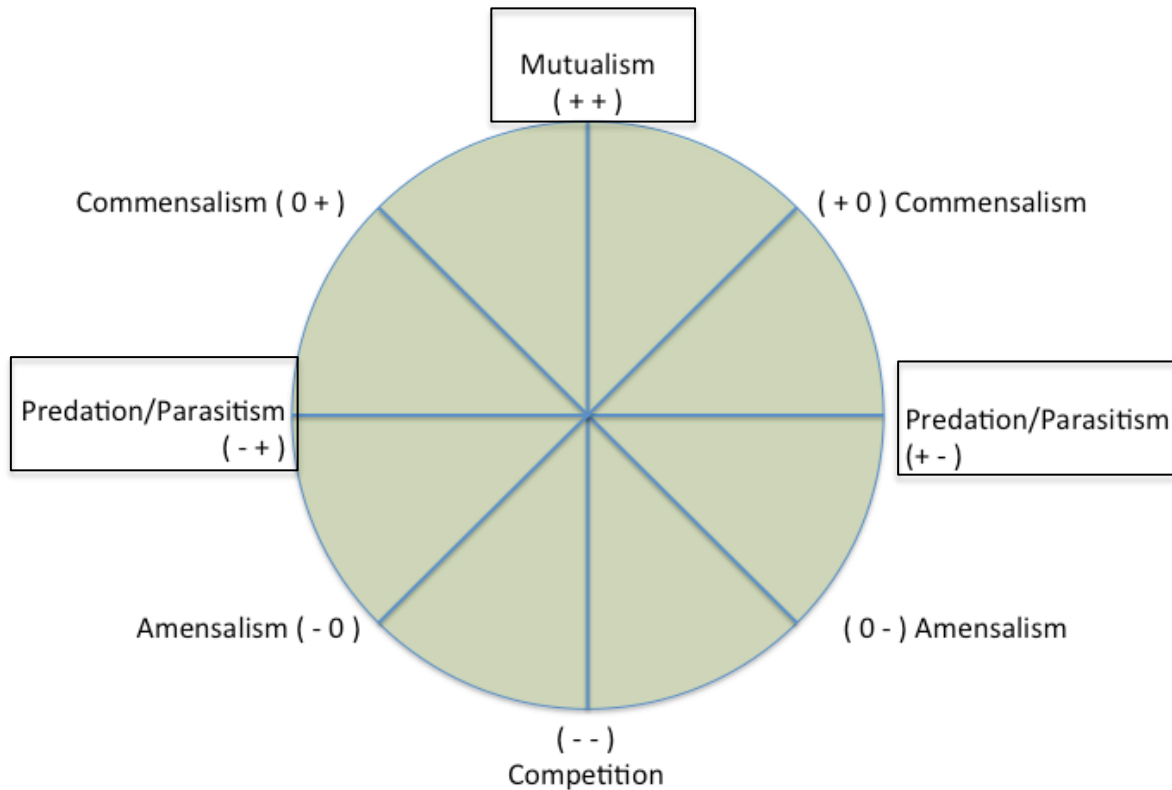 Mutualism
( + + )
Commensalism ( 0 + )
( + 0 ) Commensalism
Predation/Parasitism
( - + )
Predation/Parasitism
(+ - )
Amensalism ( - 0 )
( 0 - ) Amensalism
( - - )
Competition